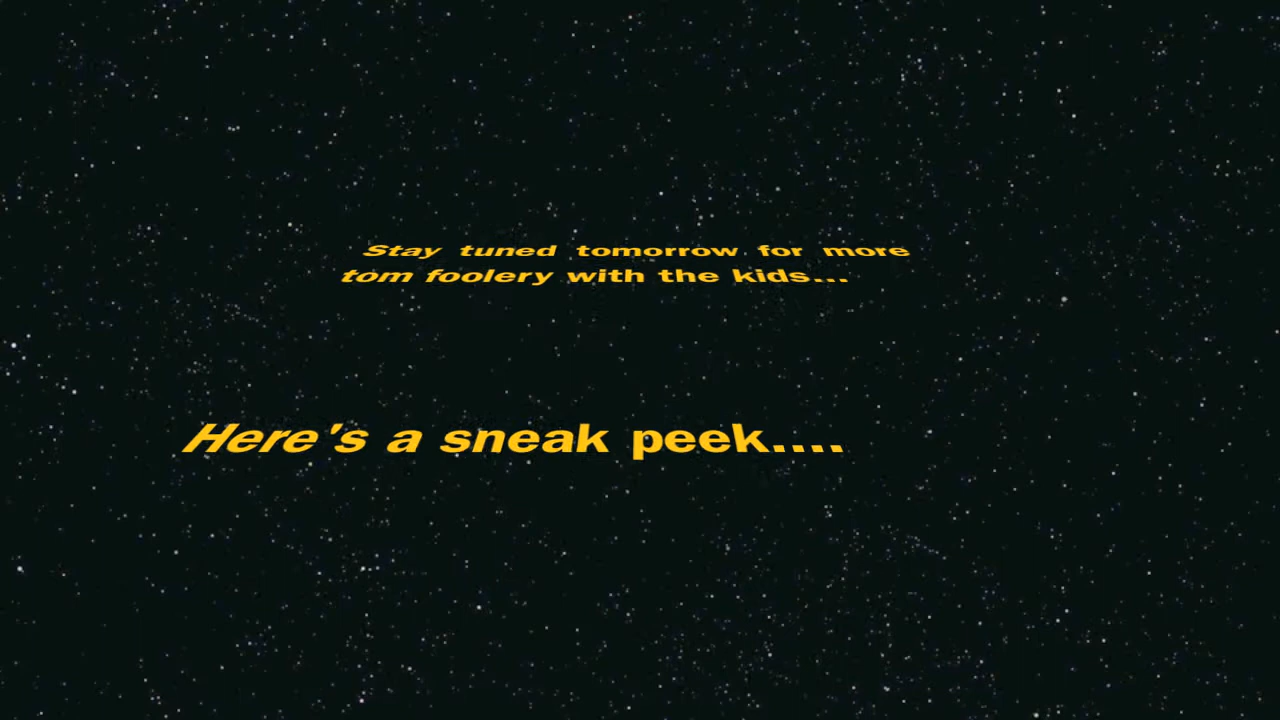 Stay tuned tomorrow for more
tom foolery with the kids...
Here's a sneak peek....